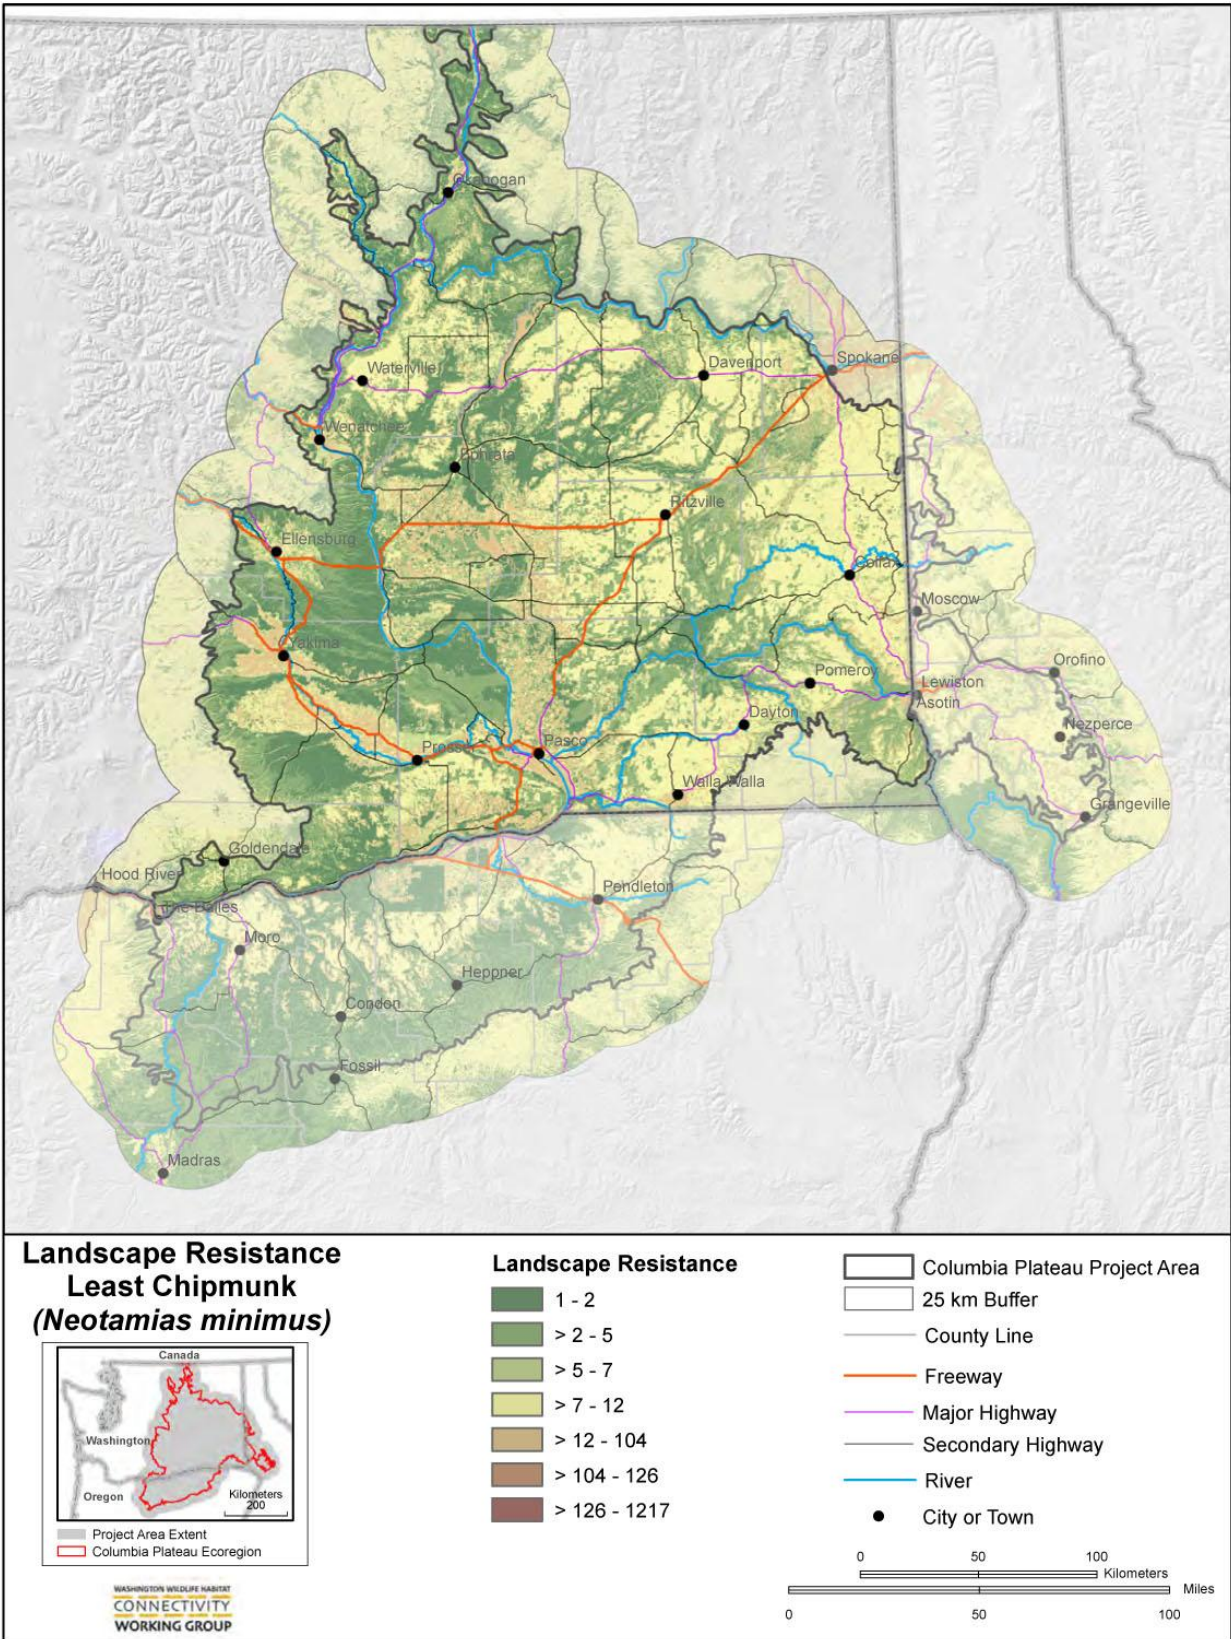 Okanogan
Waterville
Davenport
Spokane
Wenatchee
Ephrata
Ritzville
Ellensburg
Colfax
Moscow
Yakima
Orofino
Pomeroy
Lewiston
Asotin
Dayton
Nezperce
Prosser
Pasco
Walla Walla
Grangeville
Goldendale
Hood River
Pendleton
The Dalles
Moro
Heppner
Condon
Fossil
Madras
Landscape Resistance
Least Chipmunk
(Neotamias minimus)
Canada
Washington
Oregon
Kilometers
200
Project Area Extent
Columbia Plateau Ecoregion
WASHINGTON WILDLIFE HABITAT
CONNECTIVITY
WORKING GROUP
Landscape Resistance
1 - 2
> 2 - 5
> 5 - 7
> 7 - 12
> 12 - 104
> 104 - 126
> 126 - 1217
Columbia Plateau Project Area
25 km Buffer
County Line
Freeway
Major Highway
Secondary Highway
River
City or Town
0 50 100
Kilometers
Miles
0 50 100